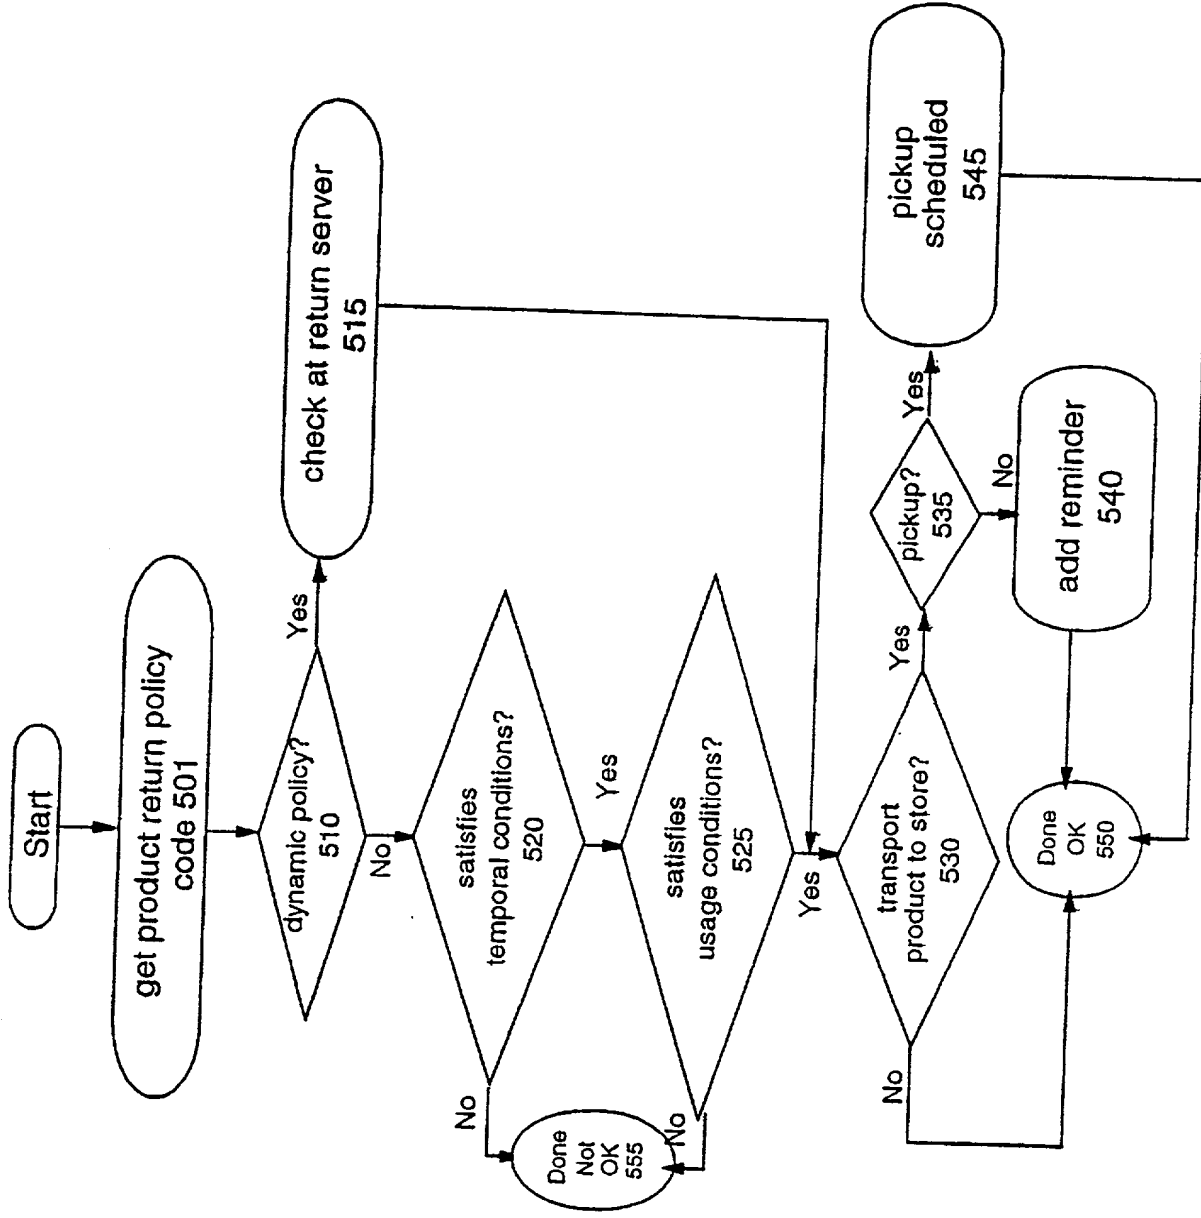 Start
get product return policy
code 501
dynamic policy?
510
Yes
No
check at return server
515
satisfies
temporal conditions?
520
No
Yes
satisfies
usage conditions?
525
No
Yes
Done
Not
OK
555
transport
product to store?
530
No
Yes
pickup?
535
Yes
No
pickup
scheduled
545
add reminder
540
Done
OK
550